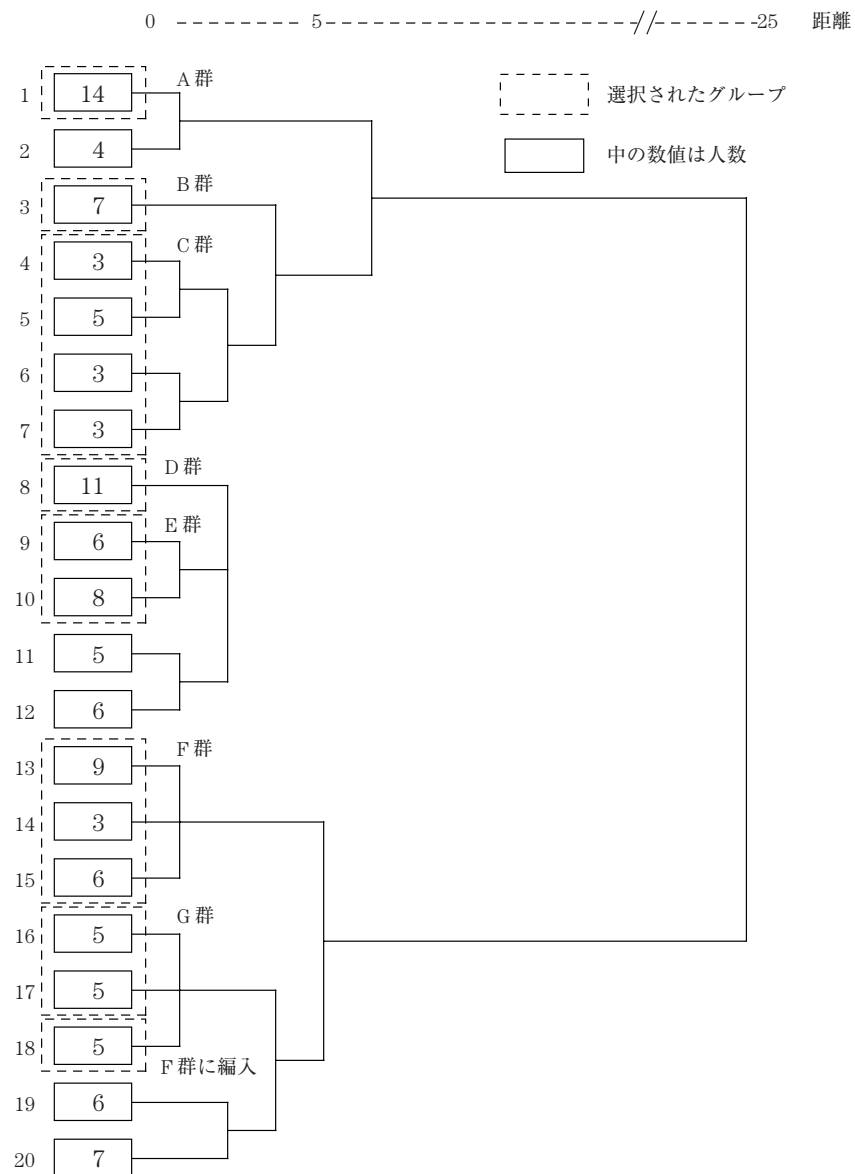 0 ------- 5-----------------//-------25 距離
A群
1 14
選択されたグループ
2 4
中の数値は人数
B群
3 7
C群
4 3
5 5
6 3
7 3
D群
8 11
E群
9 6
10 8
11 5
12 6
F群
13 9
14 3
15 6
G群
16 5
17 5
18 5
F群に編入
19 6
20 7